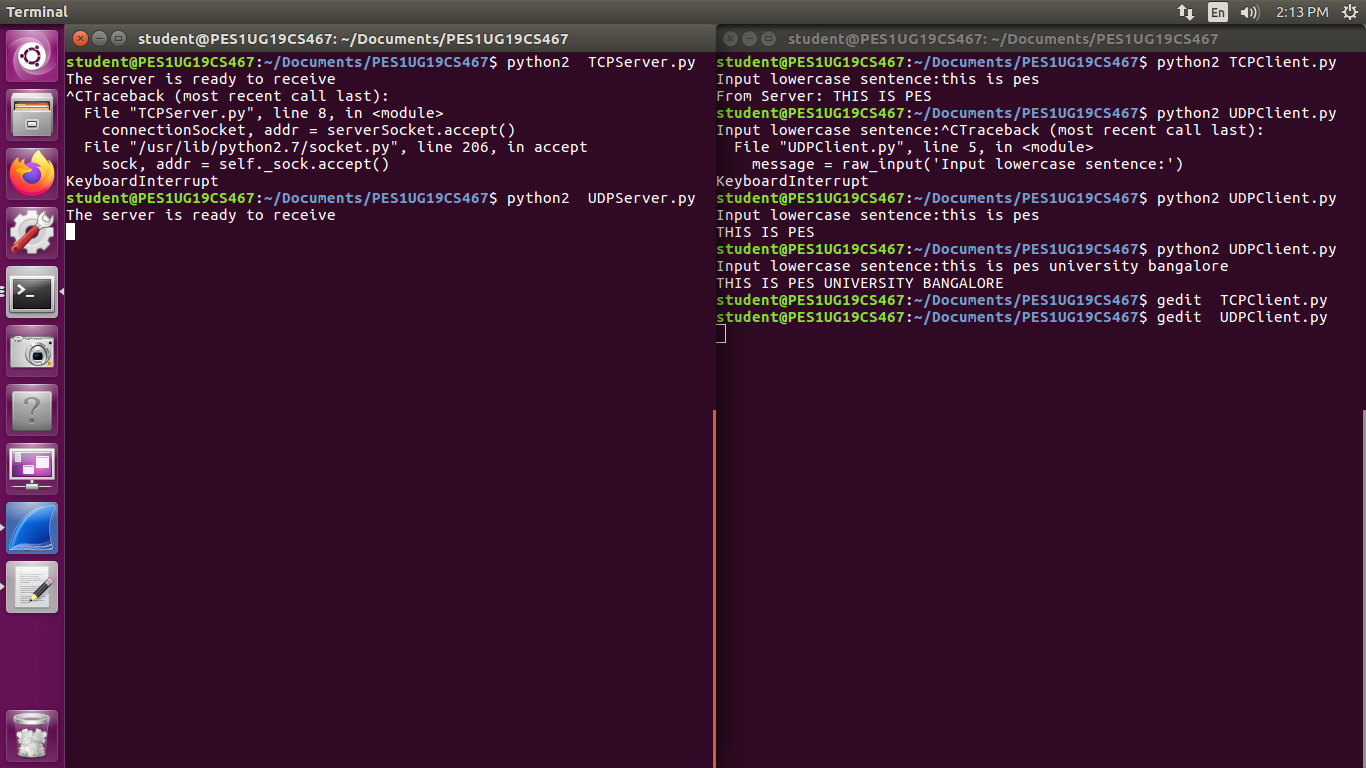 Terminal
En
2:13 PM
student@PES1UG19CS467: ~/Documents/PES1UG19CS467
student@PES1UG19CS467:~/Documents/PES1UG19CS467$ python2  TCPServer.py
The server is ready to receive
^CTraceback (most recent call last):
  File "TCPServer.py", line 8, in <module>
    connectionSocket, addr = serverSocket.accept()
  File "/usr/lib/python2.7/socket.py", line 206, in accept
    sock, addr = self._sock.accept()
KeyboardInterrupt
student@PES1UG19CS467:~/Documents/PES1UG19CS467$ python2  UDPServer.py
The server is ready to receive
student@PES1UG19CS467: ~/Documents/PES1UG19CS467
student@PES1UG19CS467:~/Documents/PES1UG19CS467$ python2 TCPClient.py
Input lowercase sentence:this is pes
From Server: THIS IS PES
student@PES1UG19CS467:~/Documents/PES1UG19CS467$ python2 UDPClient.py
Input lowercase sentence:^CTraceback (most recent call last):
  File "UDPClient.py", line 5, in <module>
    message = raw_input('Input lowercase sentence:')
KeyboardInterrupt
student@PES1UG19CS467:~/Documents/PES1UG19CS467$ python2 UDPClient.py
Input lowercase sentence:this is pes
THIS IS PES
student@PES1UG19CS467:~/Documents/PES1UG19CS467$ python2 UDPClient.py
Input lowercase sentence:this is pes university bangalore
THIS IS PES UNIVERSITY BANGALORE
student@PES1UG19CS467:~/Documents/PES1UG19CS467$ gedit  TCPClient.py
student@PES1UG19CS467:~/Documents/PES1UG19CS467$ gedit  UDPClient.py